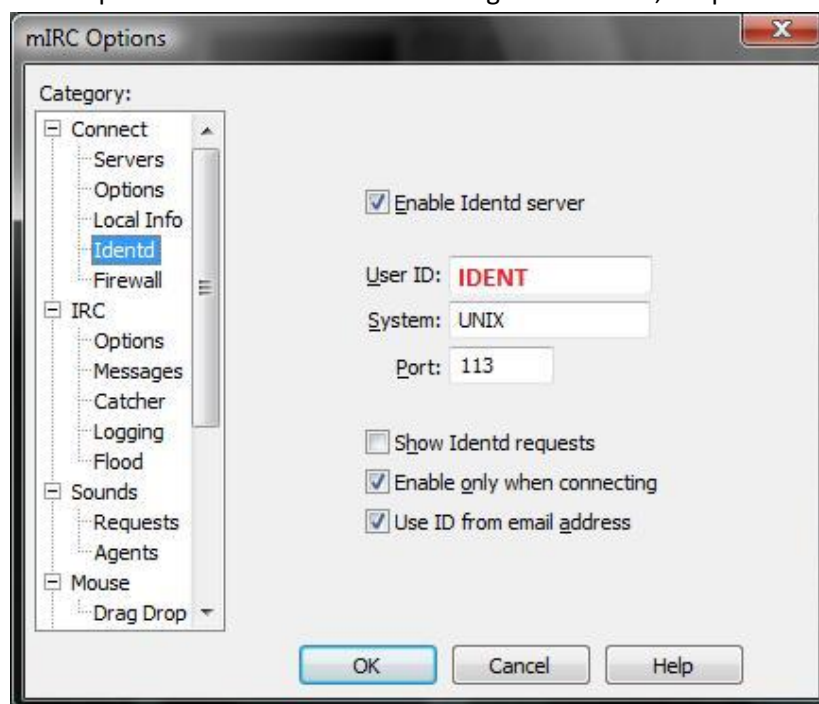 mIRC Options
Category:
Connect
Servers
Options
Local Info
Identd
Firewall
IRC
Options
Messages
Catcher
Logging
Flood
Sounds
Requests
Agents
Mouse
Drag Drop
Enable Identd server
User ID: IDENT
System: UNIX
Port: 113
Show Identd requests
Enable only when connecting
Use ID from email address
OK Cancel Help